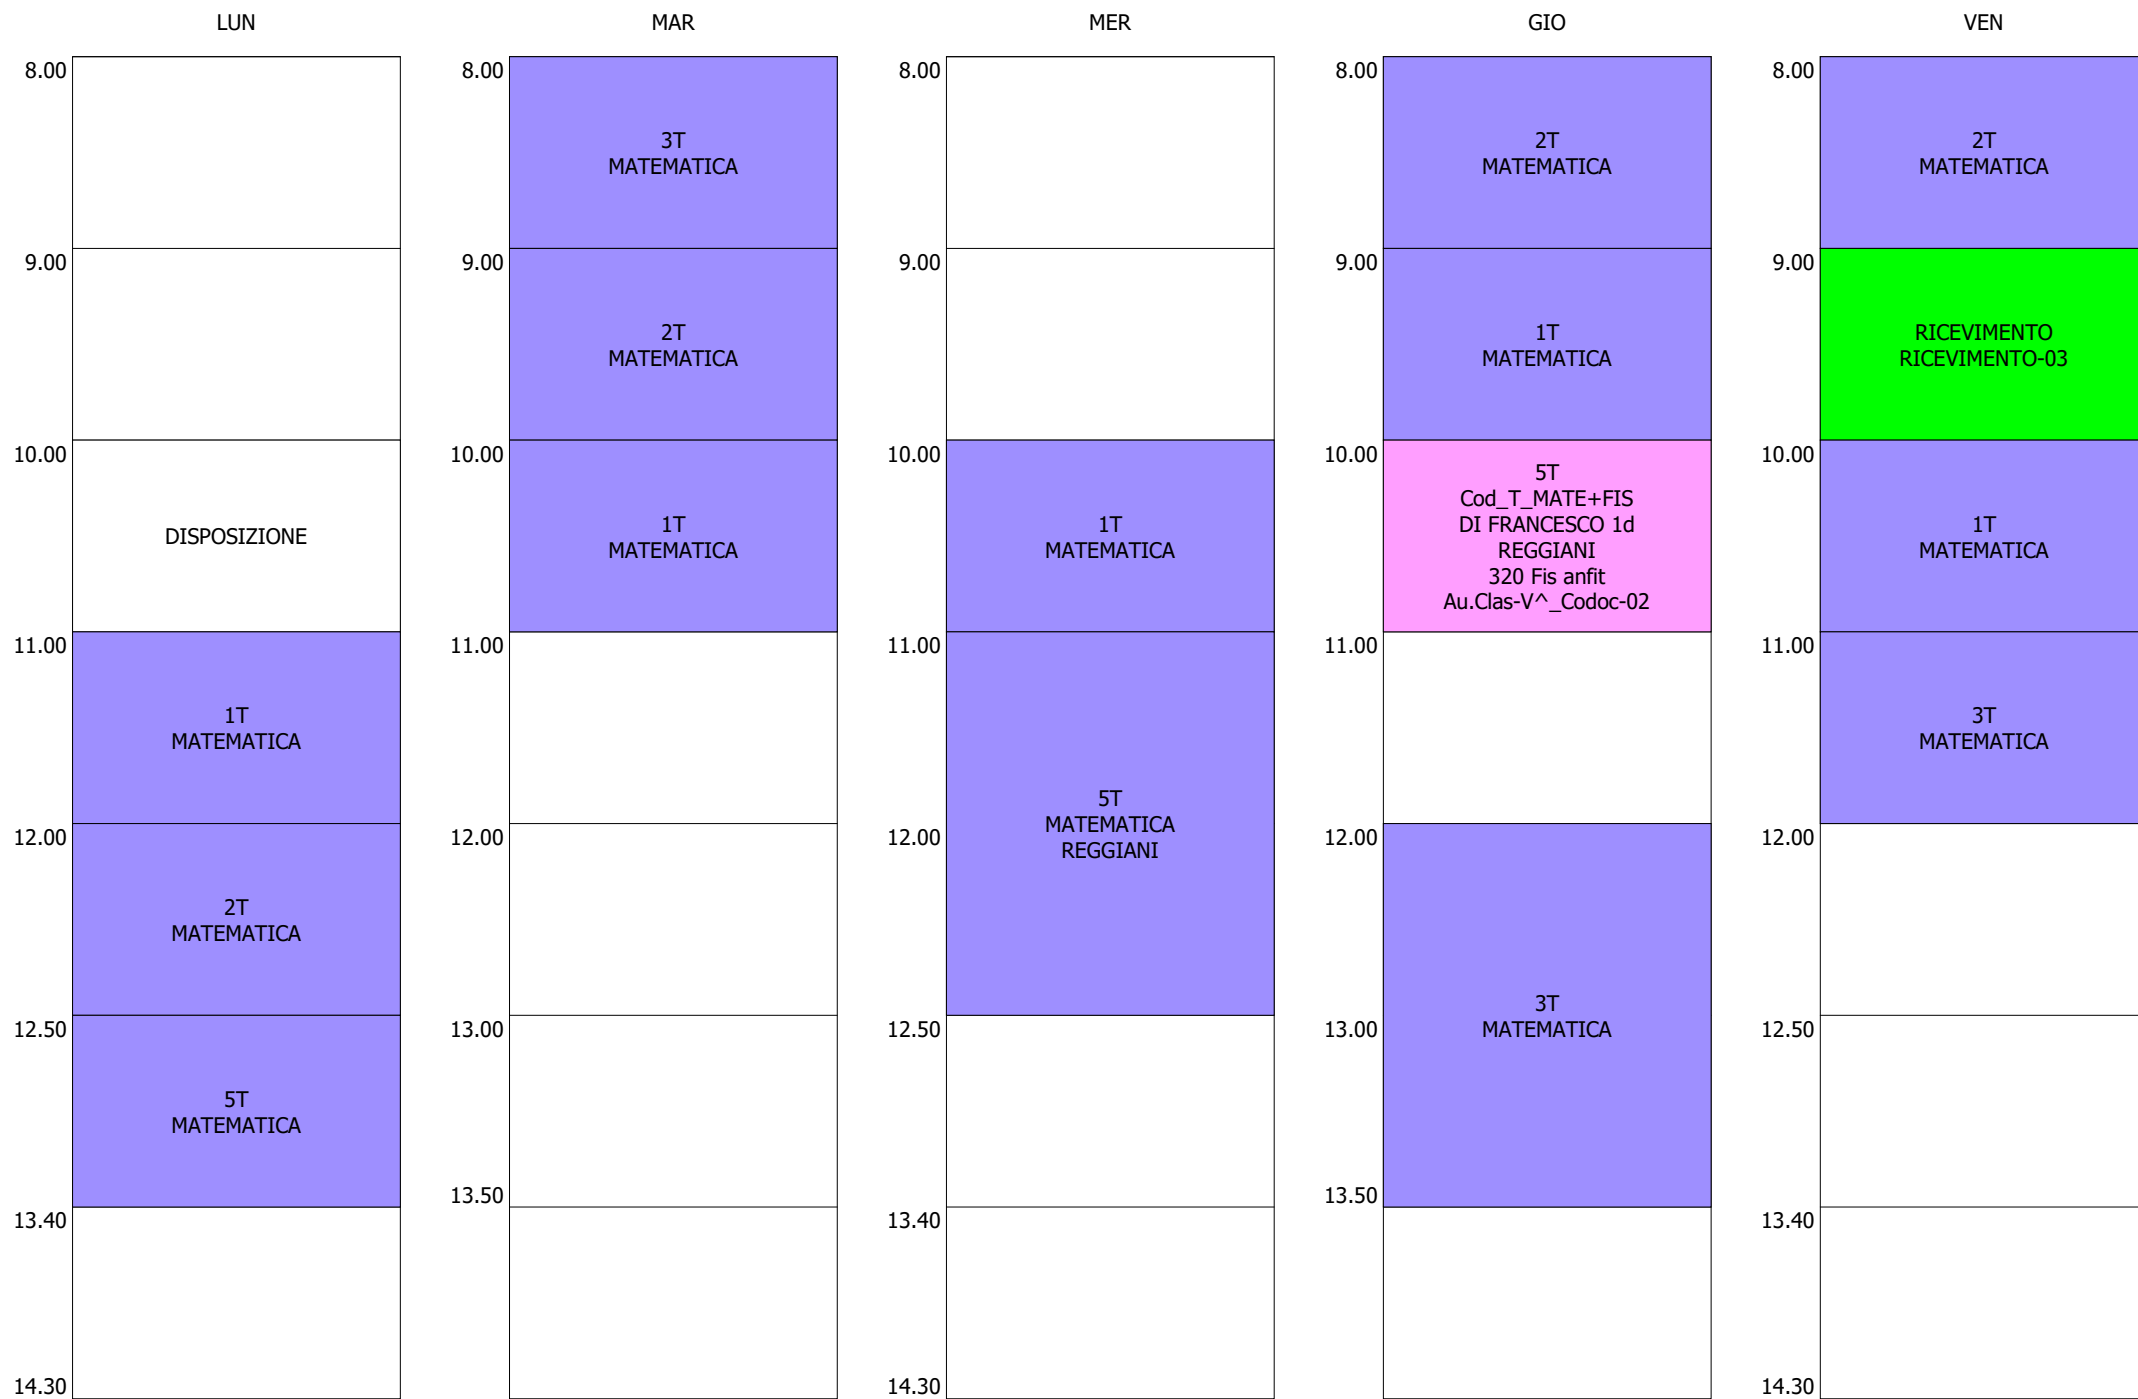 LUN
8.00
9.00
10.00
DISPOSIZIONE
11.00
1T
MATEMATICA
12.00
2T
MATEMATICA
12.50
5T
MATEMATICA
13.40
14.30
MAR
8.00
3T
MATEMATICA
9.00
2T
MATEMATICA
10.00
1T
MATEMATICA
11.00
12.00
13.00
13.50
MER
8.00
9.00
10.00
1T
MATEMATICA
11.00
5T
MATEMATICA
REGGIANI
12.00
12.50
13.40
14.30
GIO
8.00
2T
MATEMATICA
9.00
1T
MATEMATICA
10.00
5T
Cod_T_MATE+FIS
DI FRANCESCO 1d
REGGIANI
320 Fis anfit
Au.Clas-V^_Codoc-02
11.00
12.00
3T
MATEMATICA
13.00
13.50
VEN
8.00
2T
MATEMATICA
9.00
RICEVIMENTO
RICEVIMENTO-03
10.00
1T
MATEMATICA
11.00
3T
MATEMATICA
12.00
12.50
13.40
14.30